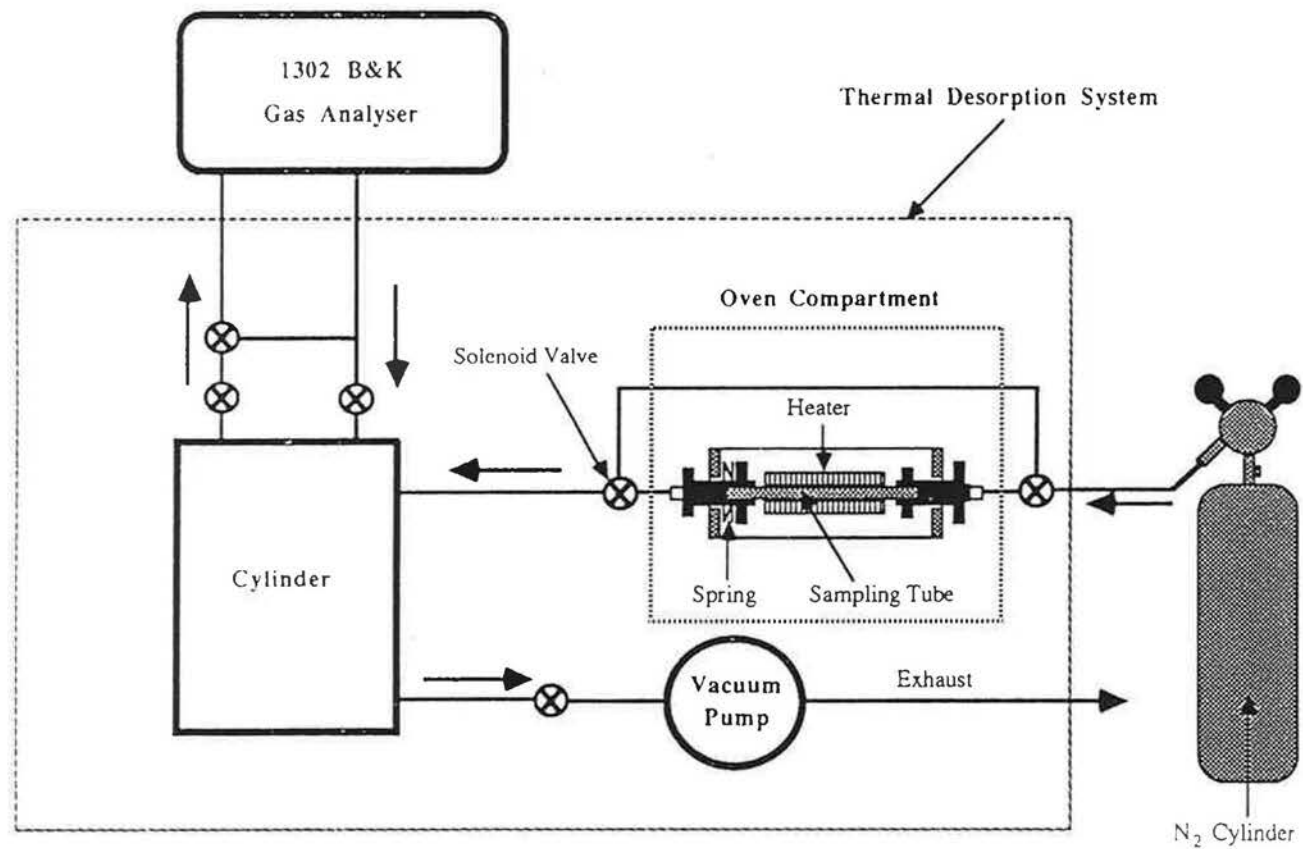 1302 B&K
Gas Analyser
Thermal Desorption System
Oven Compartment
Solenoid Valve
Heater
Cylinder
Spring
Sampling Tube
Vacuum
Pump
Exhaust
N₂ Cylinder